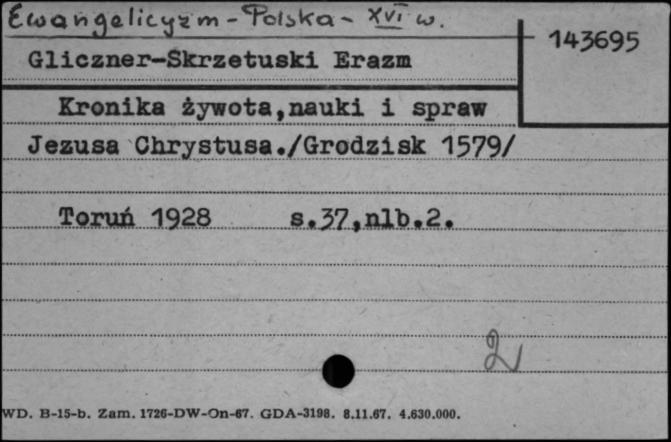 Ewangelicyzm - Polska - XVI w.
143695
Gliczner-Skrzetuski Erazm
Kronika żywota,nauki i spraw
Jezusa Chrystusa./Grodzisk 1579/
Toruń 1928 s.37,nlb.2.
WD. B-15-b. Zam. 1726-DW-On-67. GDA-3198. 8.11.67. 4.630.000.